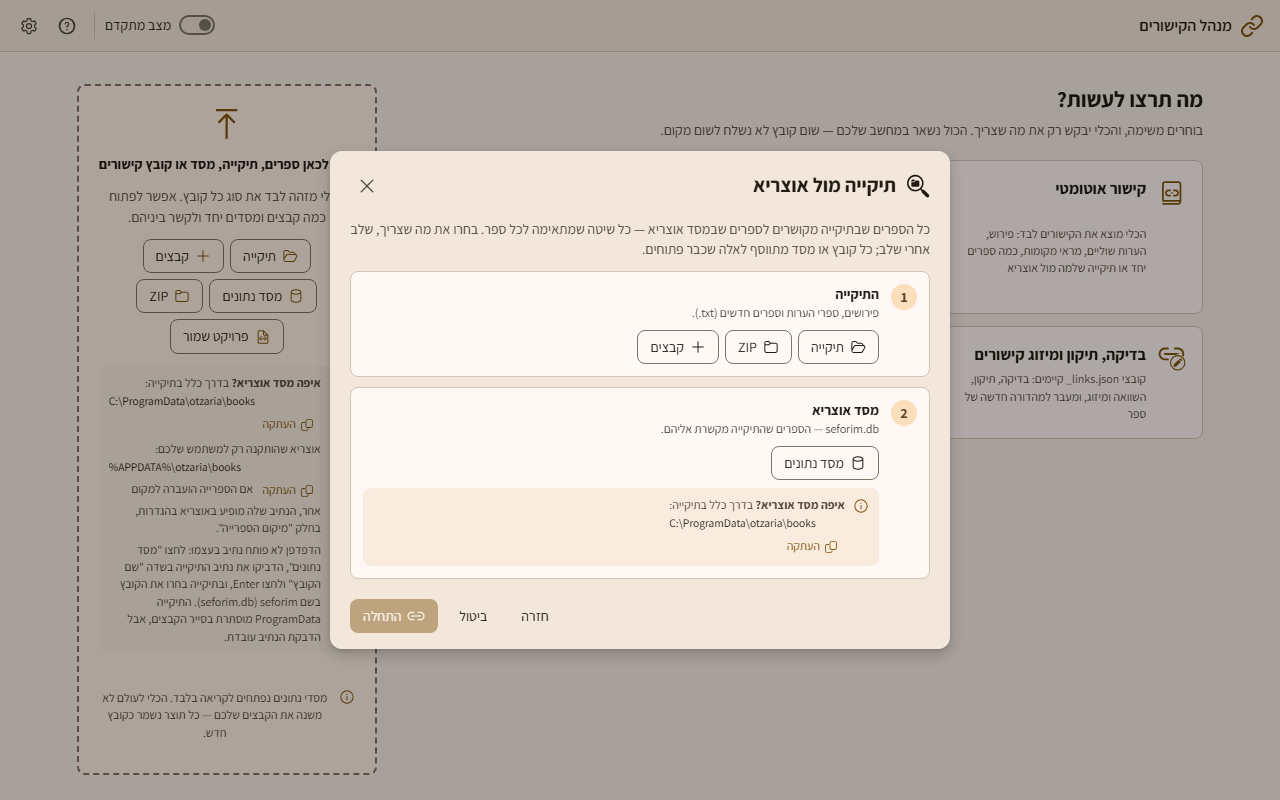 מנהל הקישורים
מצב מתקדם
מה תרצו לעשות?
בוחרים משימה, והכלי יבקש רק את מה שצריך. הכול נשאר במחשב שלכם — שום קובץ לא נשלח לשום מקום.
קישור אוטומטי
הכלי מוצא את הקישורים לבד: פירוש,
הערות שוליים, מראי מקומות, כמה ספרים
יחד או תיקייה שלמה מול אוצריא
בדיקה, תיקון ומיזוג קישורים
קובצי links.json_ קיימים: בדיקה, תיקון,
השוואה ומיזוג, ומעבר למהדורה חדשה של
ספר
תיקייה מול אוצריא
כל הספרים שבתיקייה מקושרים לספרים שבמסד אוצריא — כל שיטה שמתאימה לכל ספר. בחרו את מה שצריך, שלב
אחרי שלב; כל קובץ או מסד מתווסף לאלה שכבר פתוחים.
1
התיקייה
פירושים, ספרי הערות וספרים חדשים (txt.).
תיקייה
ZIP
קבצים
2
מסד אוצריא
seforim.db — הספרים שהתיקייה מקשרת אליהם.
מסד נתונים
איפה מסד אוצריא? בדרך כלל בתיקייה:
C:\ProgramData\otzaria\books
העתקה
חזרה
ביטול
התחלה
לכאן ספרים, תיקייה, מסד או קובץ קישורים
לי מזהה לבד את סוג כל קובץ. אפשר לפתוח
כמה קבצים ומסדים יחד ולקשר ביניהם.
תיקייה
קבצים
מסד נתונים
ZIP
פרויקט שמור
איפה מסד אוצריא? בדרך כלל בתיקייה:
C:\ProgramData\otzaria\books
העתקה
אוצריא שהותקנה רק למשתמש שלכם:
%APPDATA%\otzaria\books
העתקה אם הספרייה הועברה למקום
אחר, הנתיב שלה מופיע באוצריא בהגדרות,
בחלק "מיקום הספרייה".
הדפדפן לא פותח נתיב בעצמו: לחצו "מסד
נתונים", הדביקו את נתיב התיקייה בשדה "שם
הקובץ" ולחצו Enter, ובתיקייה בחרו את הקובץ
בשם seforim (seforim.db). התיקייה
ProgramData מוסתרת בסייר הקבצים, אבל
הדבקת הנתיב עובדת.
מסדי נתונים נפתחים לקריאה בלבד. הכלי לעולם לא
משנה את הקבצים שלכם — כל תוצר נשמר כקובץ
חדש.